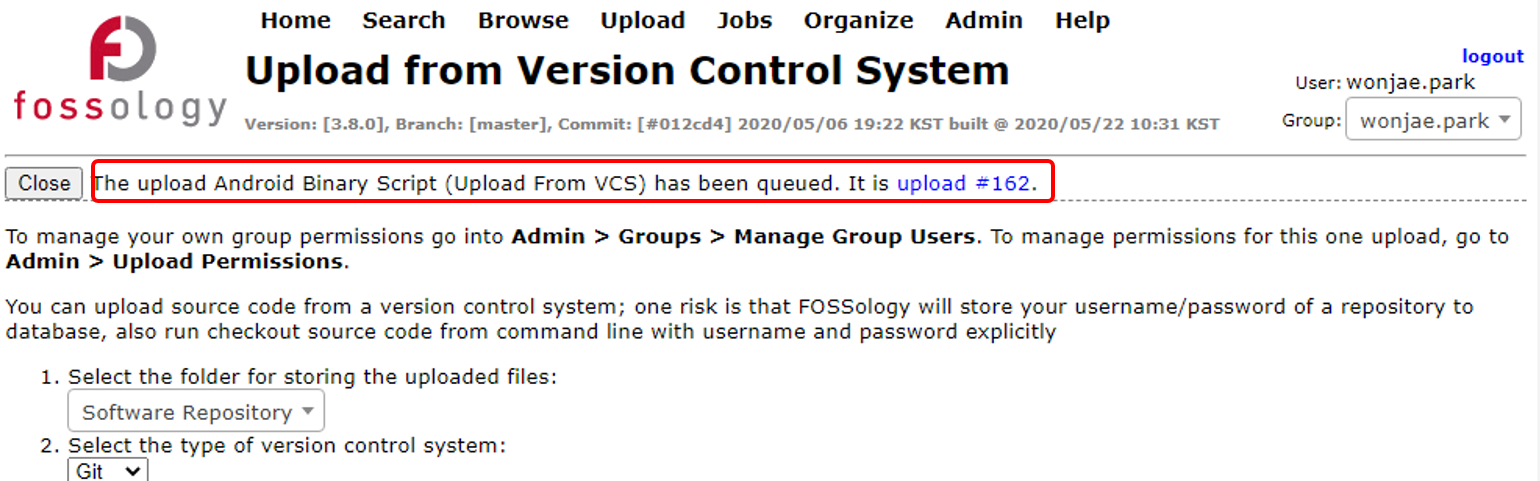 fossology
Home Search Browse Upload Jobs Organize Admin Help
Upload from Version Control System
Version: [3.8.0], Branch: [master], Commit: [#012cd4] 2020/05/06 19:22 KST built @ 2020/05/22 10:31 KST
logout
User: wonjae.park
Group: wonjae.park
Close The upload Android Binary Script (Upload From VCS) has been queued. It is upload #162.
To manage your own group permissions go into Admin > Groups > Manage Group Users. To manage permissions for this one upload, go to
Admin > Upload Permissions.
You can upload source code from a version control system; one risk is that FOSSology will store your username/password of a repository to
database, also run checkout source code from command line with username and password explicitly
1. Select the folder for storing the uploaded files:
Software Repository
2. Select the type of version control system:
Git